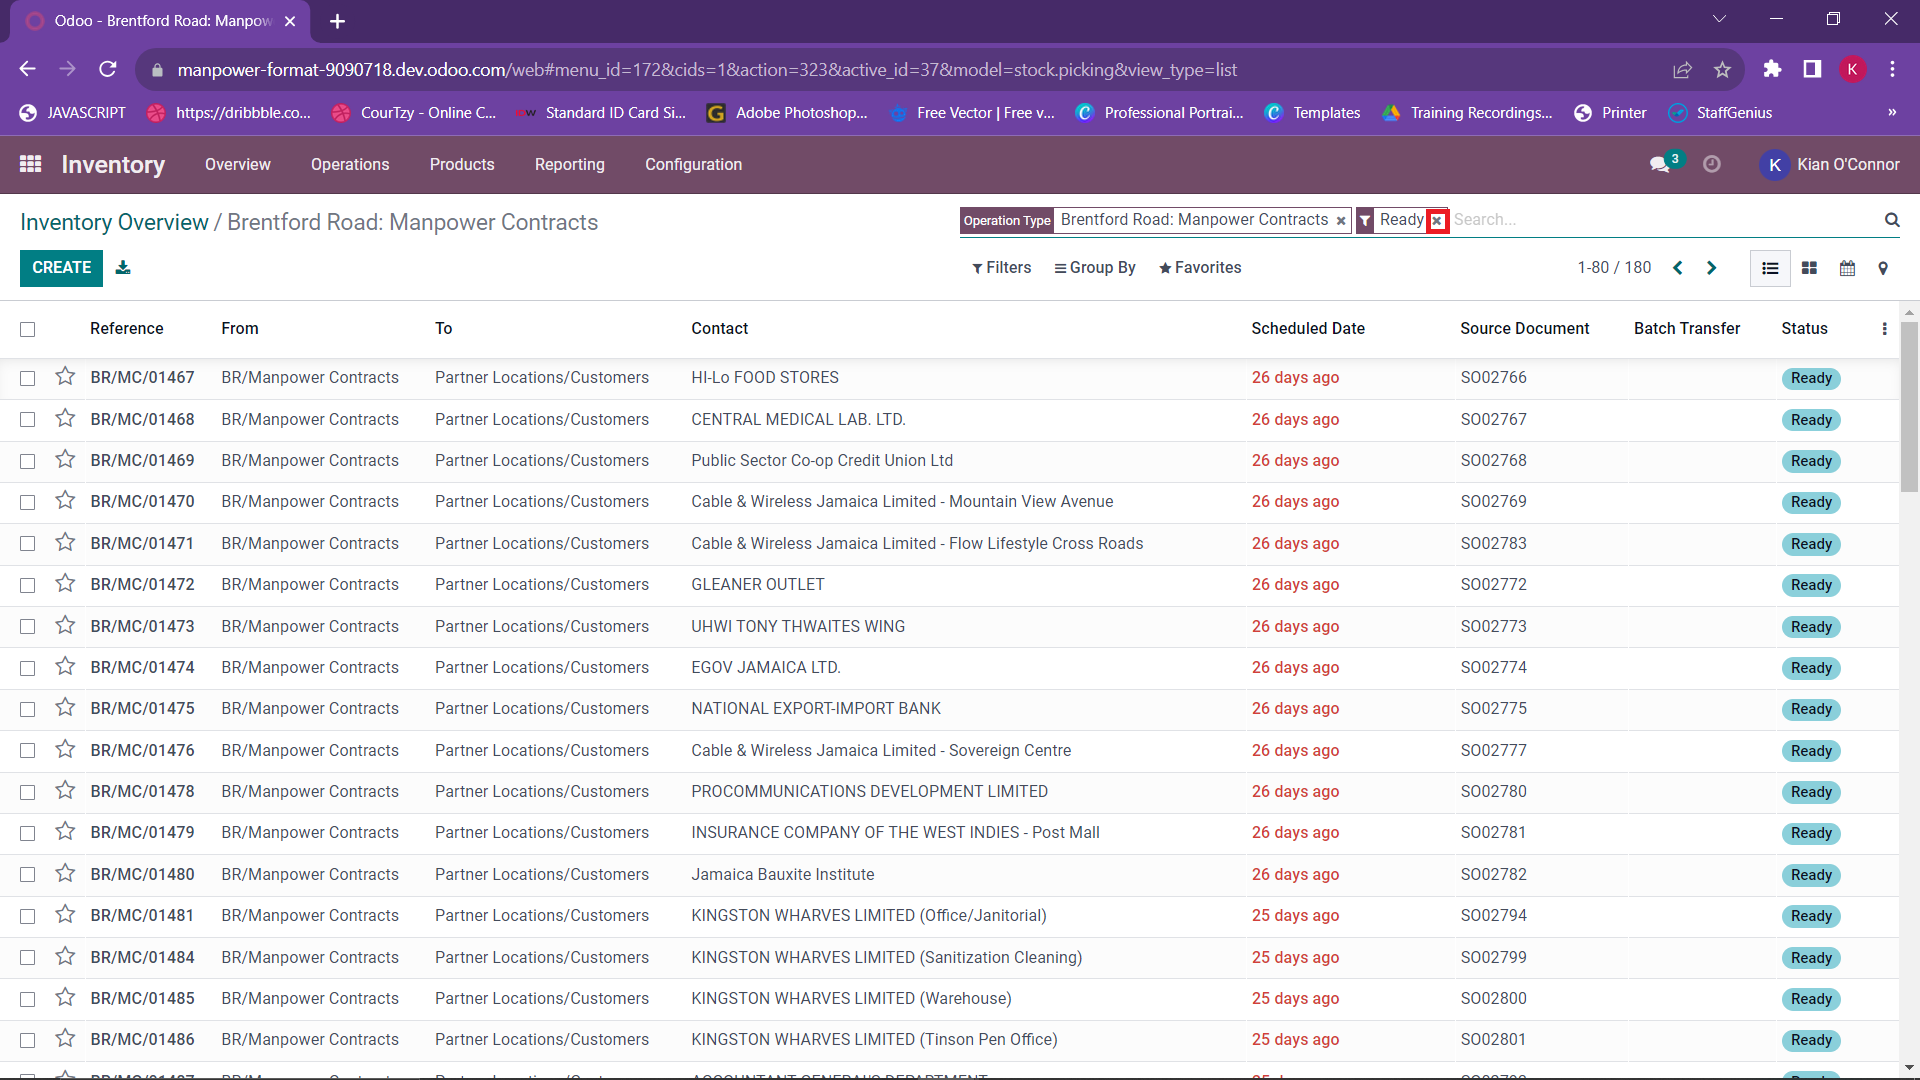 Odoo - Brentford Road: Manpow
manpower-format-9090718.dev.odoo.com/web#menu_id=172&cids=1&action=323&active_id=37&model=stock.picking&view_type=list
K
JAVASCRIPT https://dribbble.co... CourTzy - Online C... Standard ID Card Si... Adobe Photoshop... Free Vector | Free v... Professional Portrai... Templates Training Recordings... Printer StaffGenius »
Inventory Overview Operations Products Reporting Configuration 3 K Kian O'Connor
Inventory Overview / Brentford Road: Manpower Contracts
Operation Type Brentford Road: Manpower Contracts Ready Search...
CREATE Filters Group By Favorites 1-80 / 180
Reference From To Contact Scheduled Date Source Document Batch Transfer Status
BR/MC/01467 BR/Manpower Contracts Partner Locations/Customers HI-Lo FOOD STORES 26 days ago SO02766 Ready
BR/MC/01468 BR/Manpower Contracts Partner Locations/Customers CENTRAL MEDICAL LAB. LTD. 26 days ago SO02767 Ready
BR/MC/01469 BR/Manpower Contracts Partner Locations/Customers Public Sector Co-op Credit Union Ltd 26 days ago SO02768 Ready
BR/MC/01470 BR/Manpower Contracts Partner Locations/Customers Cable & Wireless Jamaica Limited - Mountain View Avenue 26 days ago SO02769 Ready
BR/MC/01471 BR/Manpower Contracts Partner Locations/Customers Cable & Wireless Jamaica Limited - Flow Lifestyle Cross Roads 26 days ago SO02783 Ready
BR/MC/01472 BR/Manpower Contracts Partner Locations/Customers GLEANER OUTLET 26 days ago SO02772 Ready
BR/MC/01473 BR/Manpower Contracts Partner Locations/Customers UHWI TONY THWAITES WING 26 days ago SO02773 Ready
BR/MC/01474 BR/Manpower Contracts Partner Locations/Customers EGOV JAMAICA LTD. 26 days ago SO02774 Ready
BR/MC/01475 BR/Manpower Contracts Partner Locations/Customers NATIONAL EXPORT-IMPORT BANK 26 days ago SO02775 Ready
BR/MC/01476 BR/Manpower Contracts Partner Locations/Customers Cable & Wireless Jamaica Limited - Sovereign Centre 26 days ago SO02777 Ready
BR/MC/01478 BR/Manpower Contracts Partner Locations/Customers PROCOMMUNICATIONS DEVELOPMENT LIMITED 26 days ago SO02780 Ready
BR/MC/01479 BR/Manpower Contracts Partner Locations/Customers INSURANCE COMPANY OF THE WEST INDIES - Post Mall 26 days ago SO02781 Ready
BR/MC/01480 BR/Manpower Contracts Partner Locations/Customers Jamaica Bauxite Institute 26 days ago SO02782 Ready
BR/MC/01481 BR/Manpower Contracts Partner Locations/Customers KINGSTON WHARVES LIMITED (Office/Janitorial) 25 days ago SO02794 Ready
BR/MC/01484 BR/Manpower Contracts Partner Locations/Customers KINGSTON WHARVES LIMITED (Sanitization Cleaning) 25 days ago SO02799 Ready
BR/MC/01485 BR/Manpower Contracts Partner Locations/Customers KINGSTON WHARVES LIMITED (Warehouse) 25 days ago SO02800 Ready
BR/MC/01486 BR/Manpower Contracts Partner Locations/Customers KINGSTON WHARVES LIMITED (Tinson Pen Office) 25 days ago SO02801 Ready